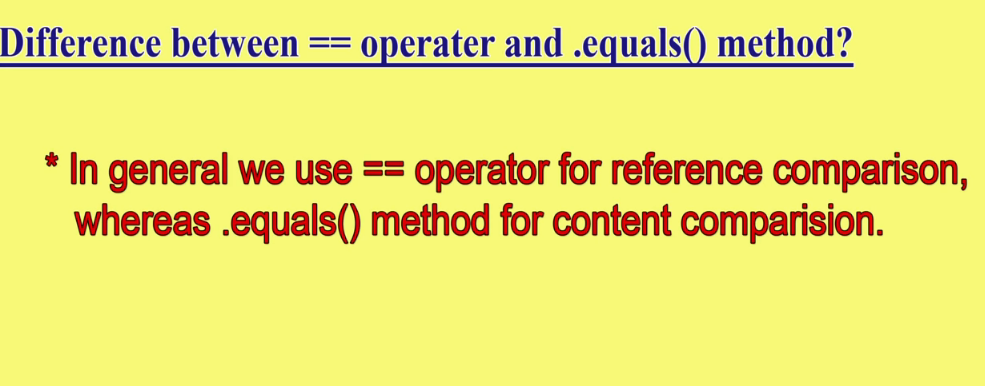 Difference between == operater and .equals() method?
* In general we use == operator for reference comparison,
whereas .equals() method for content comparision.